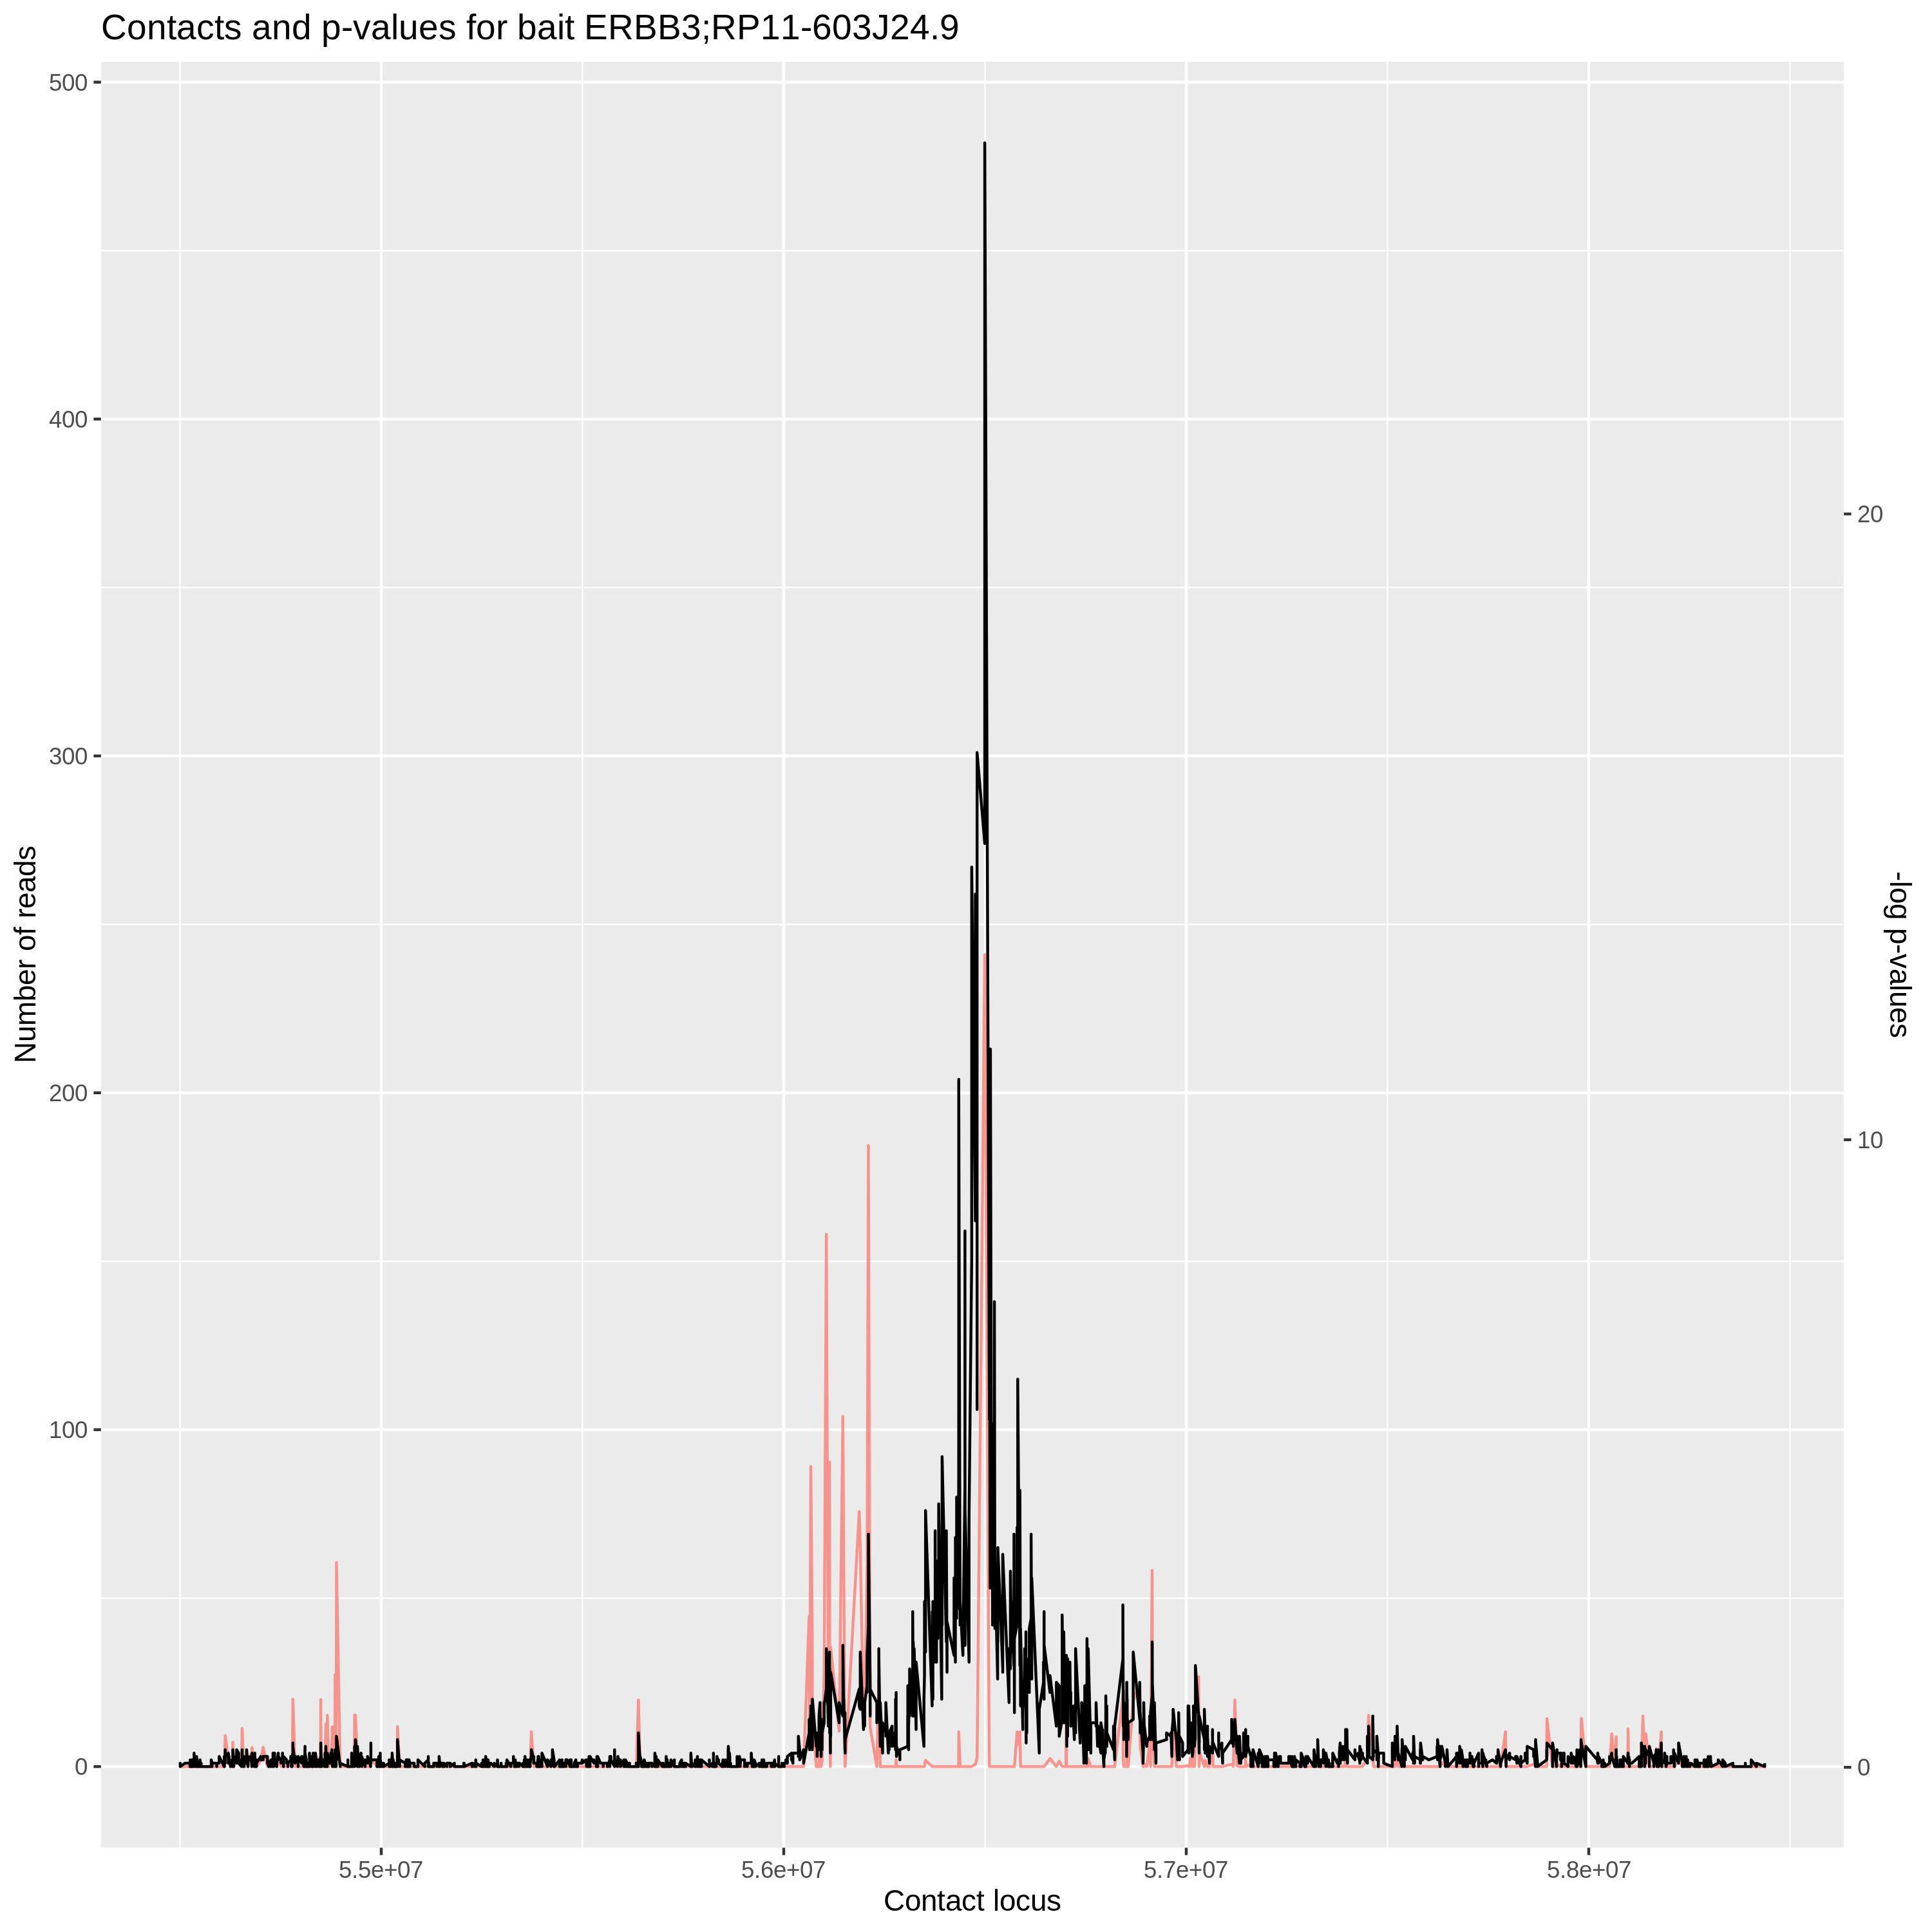 Contacts and p-values for bait ERBB3;RP11-603J24.9
500
400
300
200
100
0
Number of reads
20
10
0
-log p-values
5.5e+07
5.6e+07
5.7e+07
5.8e+07
Contact locus